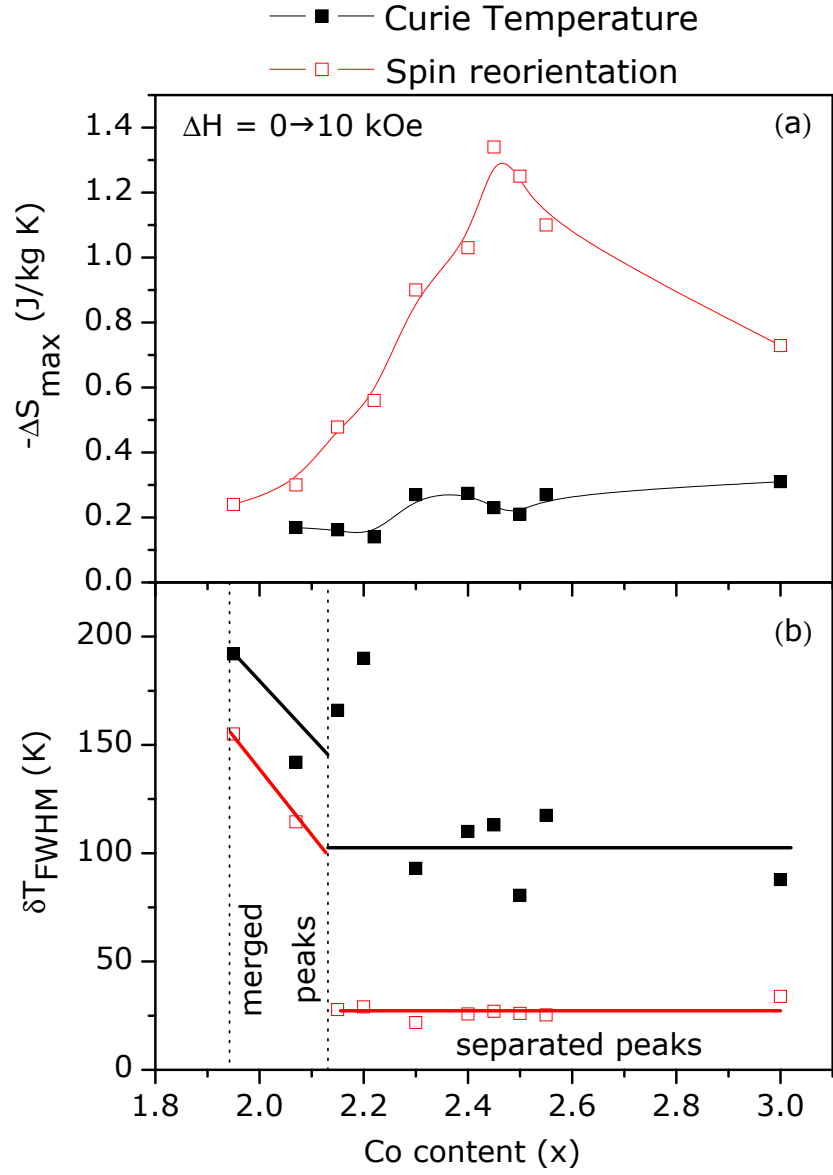 Curie Temperature
Spin reorientation
ΔH = 0→10 kOe
(a)
1.4
1.2
1.0
0.8
0.6
0.4
0.2
0.0
-ΔS_max (J/kg K)
(b)
200
150
100
50
0
δT_FWHM (K)
merged
peaks
separated peaks
1.8 2.0 2.2 2.4 2.6 2.8 3.0
Co content (x)